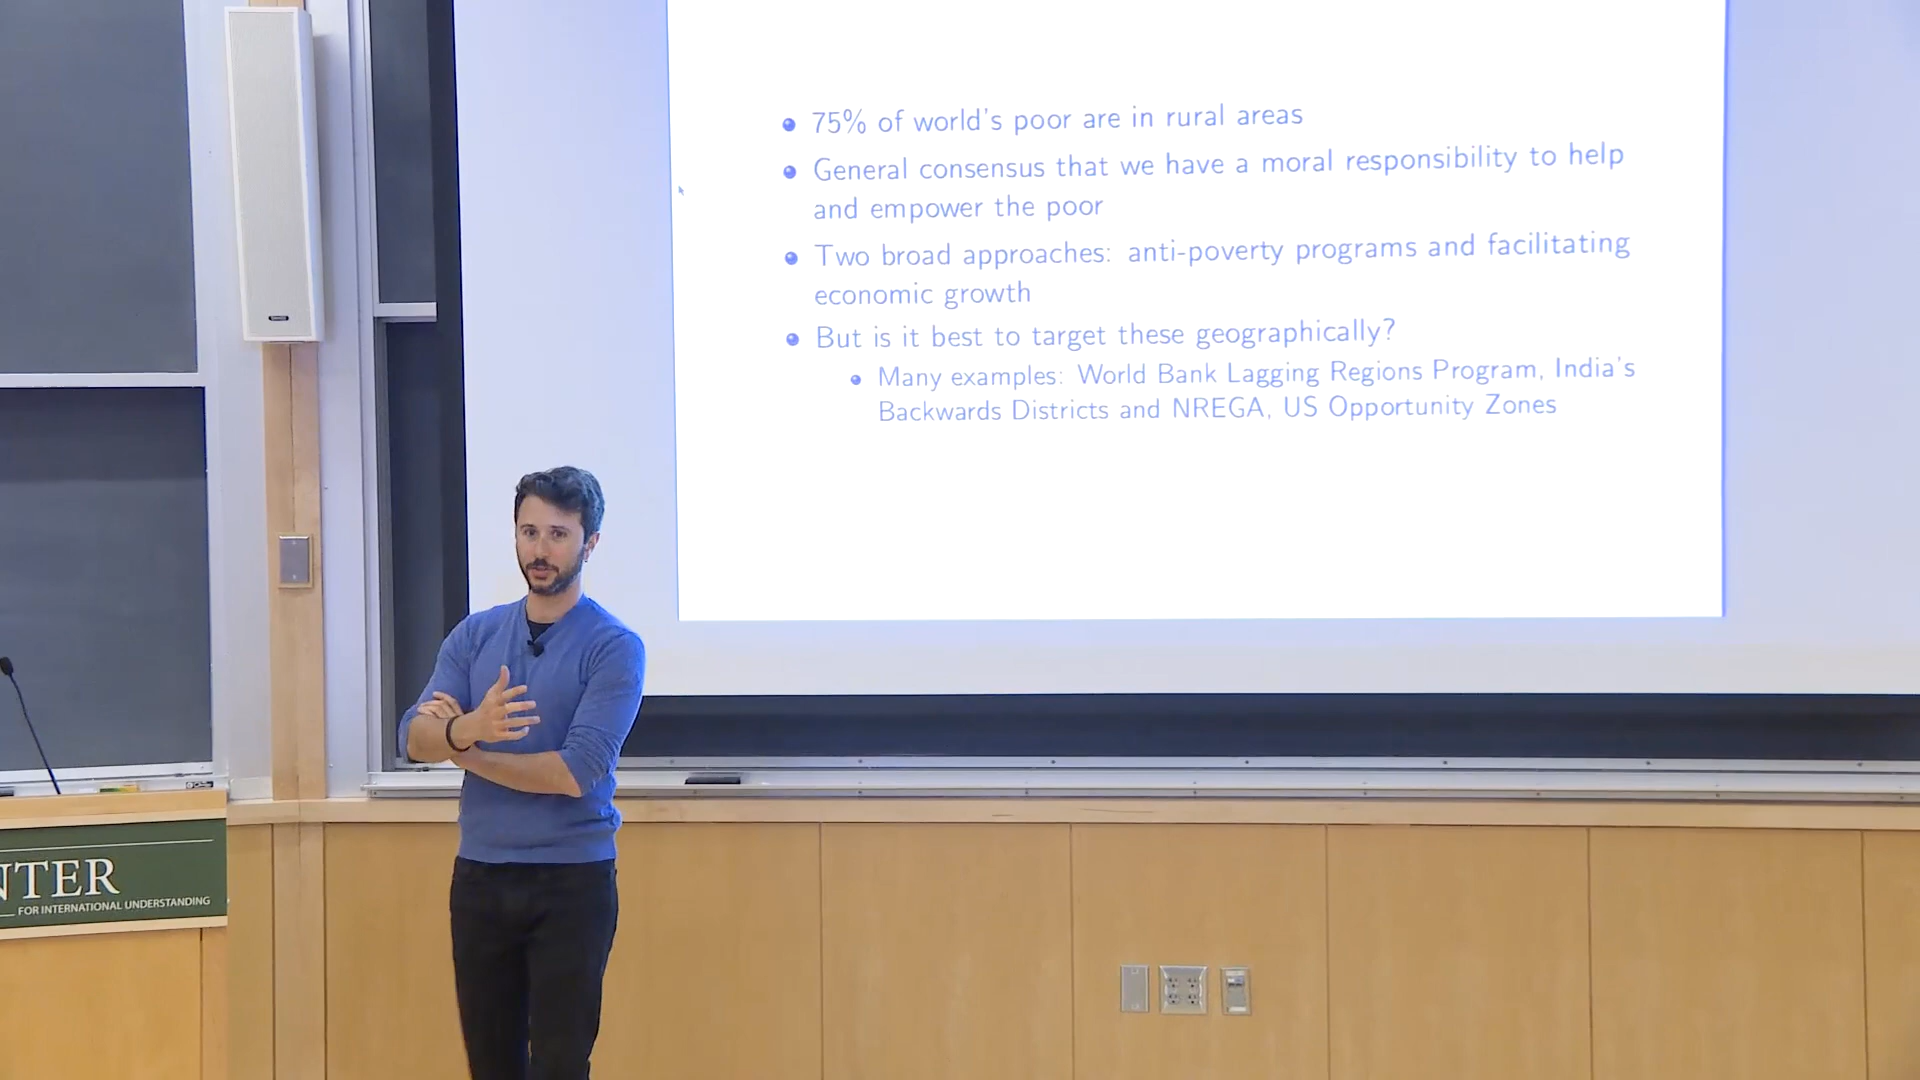 75% of world's poor are in rural areas
General consensus that we have a moral responsibility to help
and empower the poor
Two broad approaches: anti-poverty programs and facilitating
economic growth
But is it best to target these geographically?
Many examples: World Bank Lagging Regions Program, India's
Backwards Districts and NREGA, US Opportunity Zones
NTER
FOR INTERNATIONAL UNDERSTANDING